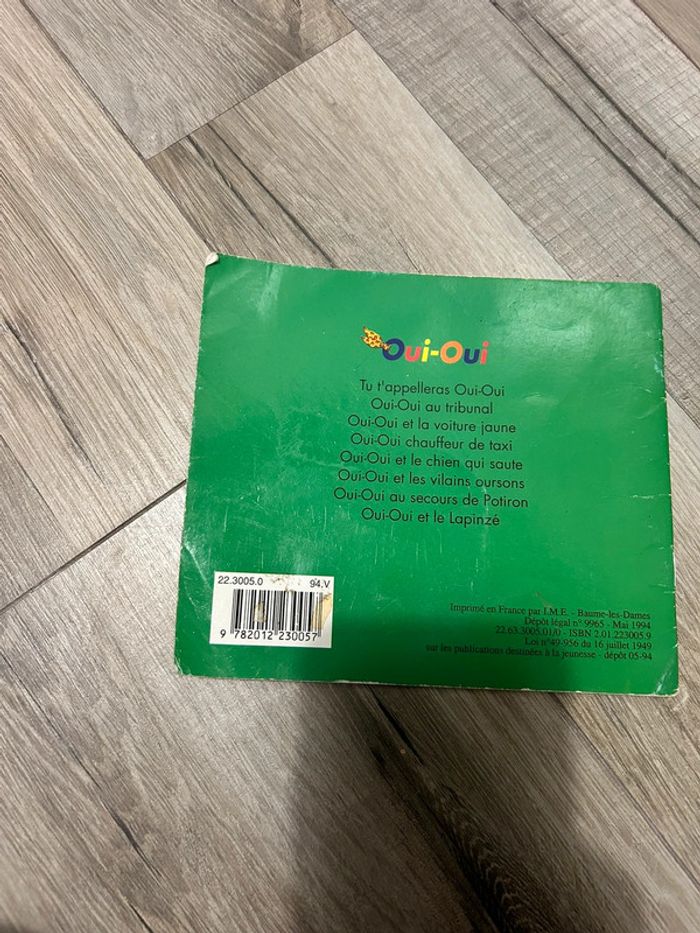 Oui-Oui
Tu t'appelleras Oui-Oui
Oui-Oui au tribunal
Oui-Oui et la voiture jaune
Oui-Oui chauffeur de taxi
Oui-Oui et le chien qui saute
Oui-Oui et les vilains oursons
Oui-Oui au secours de Potiron
Oui-Oui et le Lapinzé
22.3005.0 94.V
9 782012 230057
Imprimé en France par I.M.E. - Baume-les-Dames
Dépôt légal n° 9965 - Mai 1994
22.63.3005.01/0 - ISBN 2.01.223005.9
Loi n°49-956 du 16 juillet 1949
sur les publications destinées à la jeunesse - dépôt 05-94